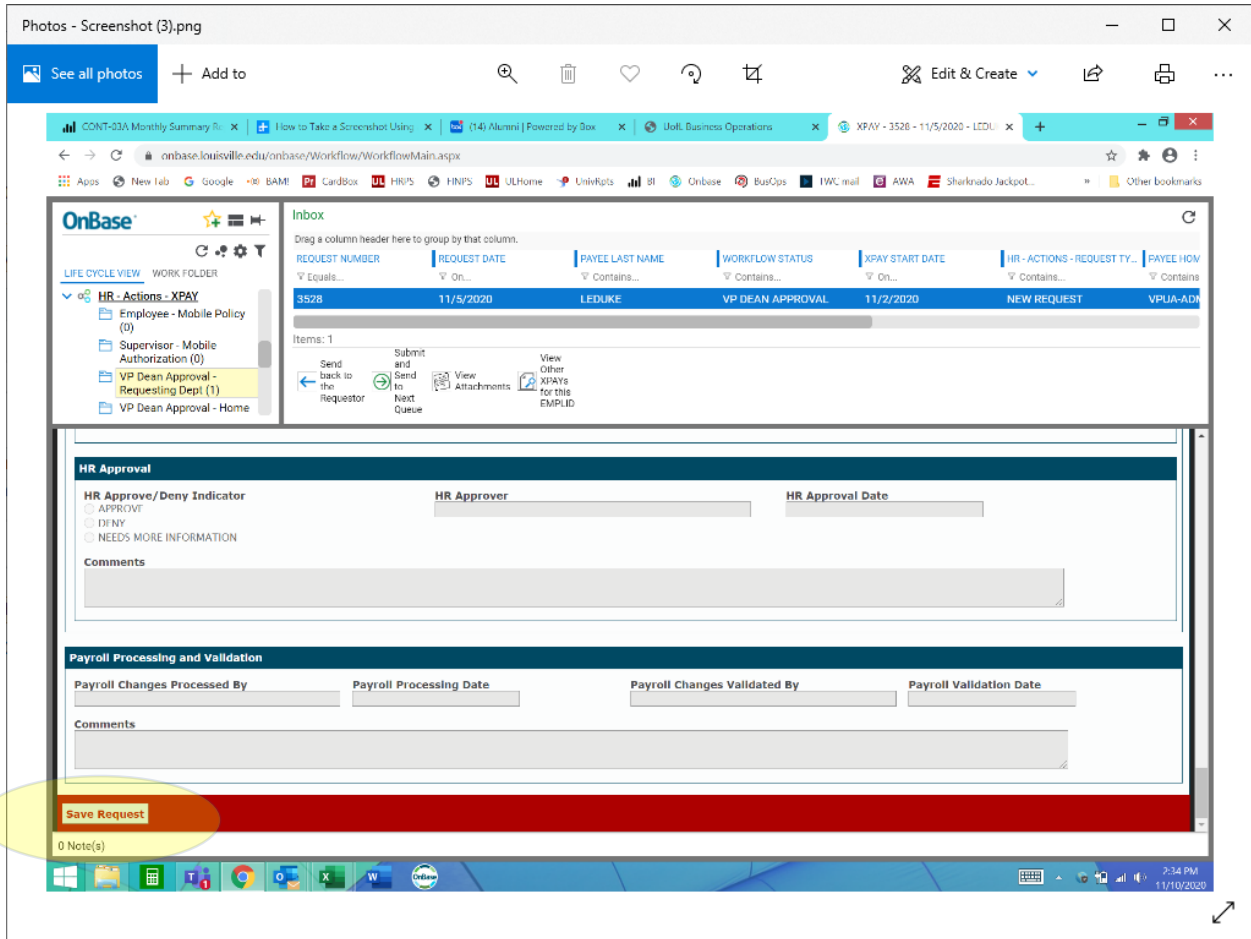 Photos - Screenshot (3).png
See all photos
Add to
Edit & Create
CONT-03A Monthly Summary Re
How to Take a Screenshot Using
(14) Alumni | Powered by Box
UofL Business Operations
XPAY - 3528 - 11/5/2020 - LEDU
onbase.louisville.edu/onbase/Workflow/WorkflowMain.aspx
Apps New Tab Google BAM! CardBox HRPS FINPS ULHome UnivRpts BI Onbase BusOps TWC mail AWA Sharknado Jackpot... » Other bookmarks
OnBase
LIFE CYCLE VIEW WORK FOLDER
HR - Actions - XPAY
Employee - Mobile Policy
(0)
Supervisor - Mobile
Authorization (0)
VP Dean Approval -
Requesting Dept (1)
VP Dean Approval - Home
Inbox
Drag a column header here to group by that column.
REQUEST NUMBER REQUEST DATE PAYEE LAST NAME WORKFLOW STATUS XPAY START DATE HR - ACTIONS - REQUEST TY... PAYEE HOM
Equals... On... Contains... Contains... On... Contains... Contains
3528 11/5/2020 LEDUKE VP DEAN APPROVAL 11/2/2020 NEW REQUEST VPUA-ADM
Items: 1
Send
back to
the
Requestor
Submit
and
Send
to
Next
Queue
View
Attachments
View
Other
XPAYs
for this
EMPLID
HR Approval
HR Approve/Deny Indicator HR Approver HR Approval Date
APPROVE
DENY
NEEDS MORE INFORMATION
Comments
Payroll Processing and Validation
Payroll Changes Processed By Payroll Processing Date Payroll Changes Validated By Payroll Validation Date
Comments
Save Request
0 Note(s)
OnBase
2:34 PM
11/10/2020